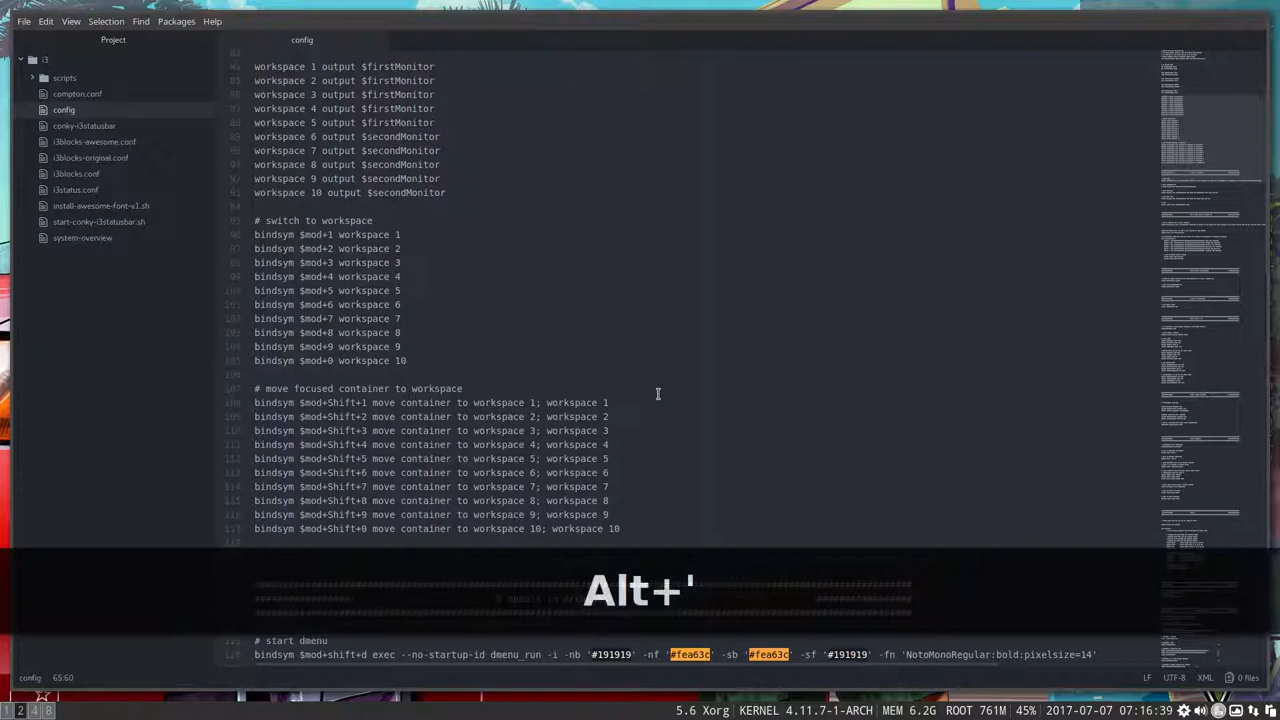 File Edit View Selection Find Packages Help
Project
config
i3
scripts
compton.conf
config
conky-i3statusbar
i3blocks-awesome.conf
i3blocks-original.conf
i3blocks.conf
i3status.conf
install-awesome-font-v1.sh
start-conky-i3statusbar.sh
system-overview
workspace 1 output $firstMonitor
workspace 2 output $firstMonitor
workspace 3 output $firstMonitor
workspace 4 output $firstMonitor
workspace 5 output $firstMonitor
workspace 6 output $secondMonitor
workspace 7 output $secondMonitor
workspace 8 output $secondMonitor
workspace 9 output $secondMonitor
workspace 10 output $secondMonitor
# switch to workspace
bindsym $mod+1 workspace 1
bindsym $mod+2 workspace 2
bindsym $mod+3 workspace 3
bindsym $mod+4 workspace 4
bindsym $mod+5 workspace 5
bindsym $mod+6 workspace 6
bindsym $mod+7 workspace 7
bindsym $mod+8 workspace 8
bindsym $mod+9 workspace 9
bindsym $mod+0 workspace 10
# move focused container to workspace
bindsym $mod+Shift+1 move container to workspace 1; workspace 1
bindsym $mod+Shift+2 move container to workspace 2; workspace 2
bindsym $mod+Shift+3 move container to workspace 3; workspace 3
bindsym $mod+Shift+4 move container to workspace 4; workspace 4
bindsym $mod+Shift+5 move container to workspace 5; workspace 5
bindsym $mod+Shift+6 move container to workspace 6; workspace 6
bindsym $mod+Shift+7 move container to workspace 7; workspace 7
bindsym $mod+Shift+8 move container to workspace 8; workspace 8
bindsym $mod+Shift+9 move container to workspace 9; workspace 9
bindsym $mod+Shift+0 move container to workspace 10; workspace 10
Alt+'
# start dmenu
bindsym $mod+d exec --no-startup-id dmenu_run -i -nb '#191919' -nf '#fea63c' -sb '#fea63c' -sf '#191919' -fn 'NotoMonoRegular:bold:pixelsize=14'
config 65:60 LF UTF-8 XML 0 files
2 4 8 5.6 Xorg KERNEL 4.11.7-1-ARCH MEM 6.2G ROOT 761M 45% 2017-07-07 07:16:39